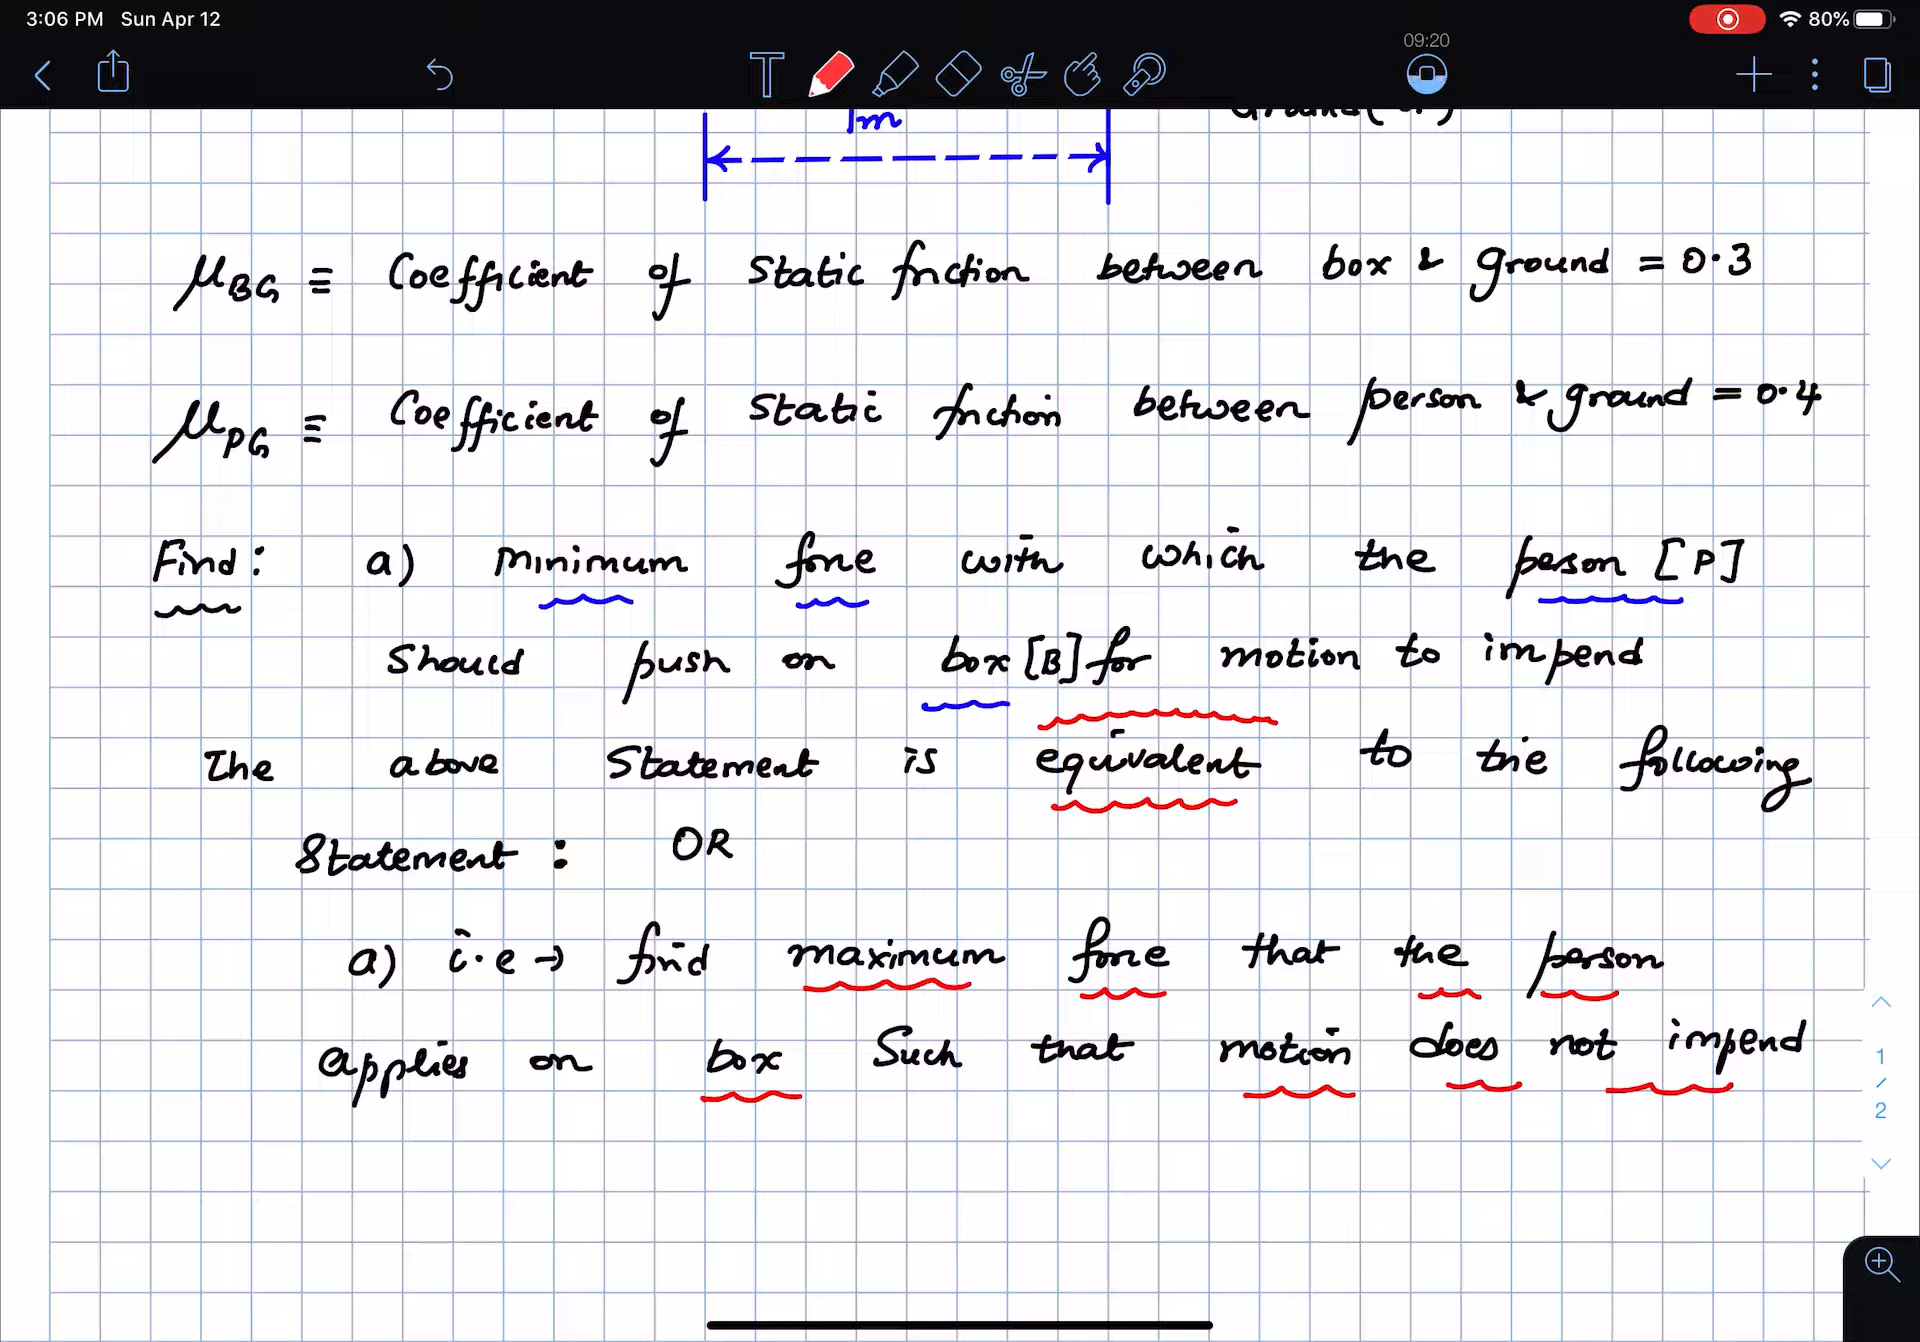 3:06 PM Sun Apr 12
80%
09:20
T
1m
μBG ≡ Coefficient of static friction between box & ground = 0.3
μPG ≡ Coefficient of static friction between person & ground = 0.4
Find: a) minimum force with which the person [P]
should push on box [B] for motion to impend
The above statement is equivalent to the following
statement : OR
a) i.e → find maximum force that the person
applies on box such that motion does not impend
1
/
2